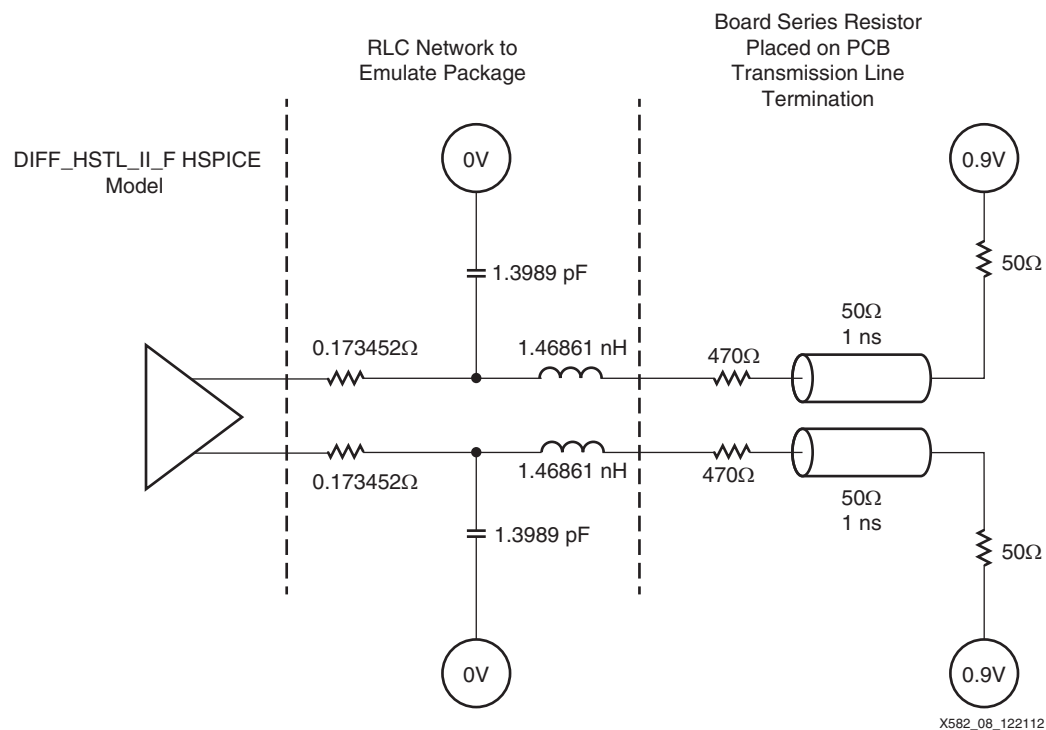 RLC Network to
Emulate Package
Board Series Resistor
Placed on PCB
Transmission Line
Termination
DIFF_HSTL_II_F HSPICE
Model
0V
0.9V
1.3989 pF
50Ω
50Ω
1 ns
0.173452Ω
1.46861 nH
470Ω
0.173452Ω
1.46861 nH
470Ω
50Ω
1 ns
1.3989 pF
50Ω
0V
0.9V
X582_08_122112